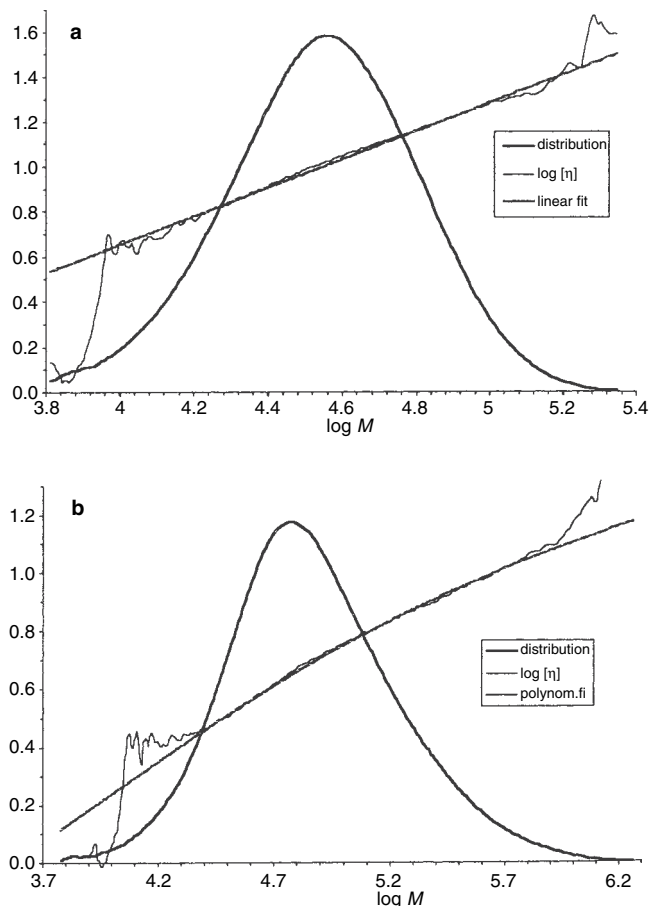 a
1.6
1.4
1.2
1.0
0.8
0.6
0.4
0.2
0.0
distribution
log [η]
linear fit
3.8 4 4.2 4.4 4.6 4.8 5 5.2 5.4
log M
b
1.2
1.0
0.8
0.6
0.4
0.2
0.0
distribution
log [η]
polynom.fi
3.7 4.2 4.7 5.2 5.7 6.2
log M